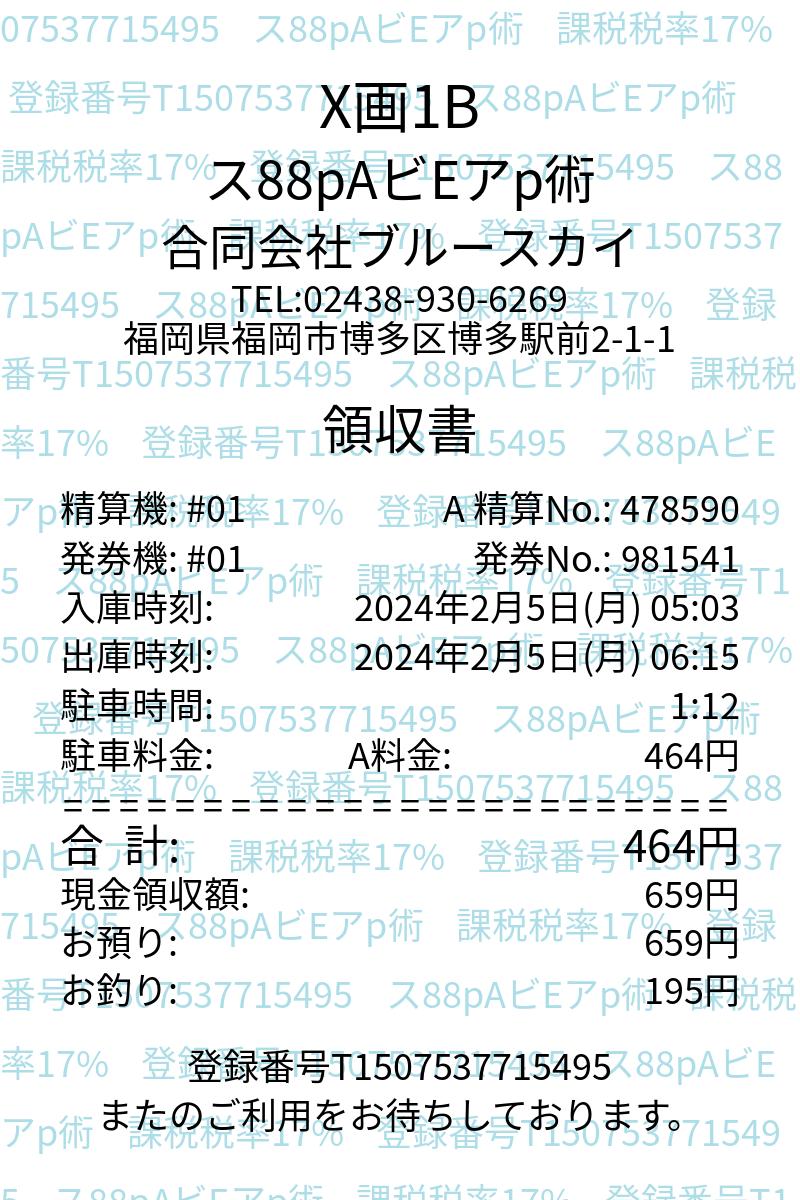 X画1B
ス88pAビEアp術
合同会社ブルースカイ
TEL:02438-930-6269
福岡県福岡市博多区博多駅前2-1-1
領収書
精算機: #01 A 精算No.: 478590
発券機: #01 発券No.: 981541
入庫時刻: 2024年2月5日(月) 05:03
出庫時刻: 2024年2月5日(月) 06:15
駐車時間: 1:12
駐車料金: A料金: 464円
========================
合 計: 464円
現金領収額: 659円
お預り: 659円
お釣り: 195円
登録番号T1507537715495
またのご利用をお待ちしております。
07537715495 ス88pAビEアp術 課税税率17%
登録番号T1507537715495 ス88pAビEアp術
課税税率17% 登録番号T1507537715495 ス88
pAビEアp術 課税税率17% 登録番号T1507537
715495 ス88pAビEアp術 課税税率17% 登録
番号T1507537715495 ス88pAビEアp術 課税税
率17% 登録番号T1507537715495 ス88pAビE
アp術 課税税率17% 登録番号T150753771549
5 ス88pAビEアp術 課税税率17% 登録番号T1
507537715495 ス88pAビEアp術 課税税率17%
登録番号T1507537715495 ス88pAビEアp術
課税税率17% 登録番号T1507537715495 ス88
pAビEアp術 課税税率17% 登録番号T1507537
715495 ス88pAビEアp術 課税税率17% 登録
番号T1507537715495 ス88pAビEアp術 課税税
率17% 登録番号T1507537715495 ス88pAビE
アp術 課税税率17% 登録番号T150753771549
5 ス88pAビEアp術 課税税率17% 登録番号T1